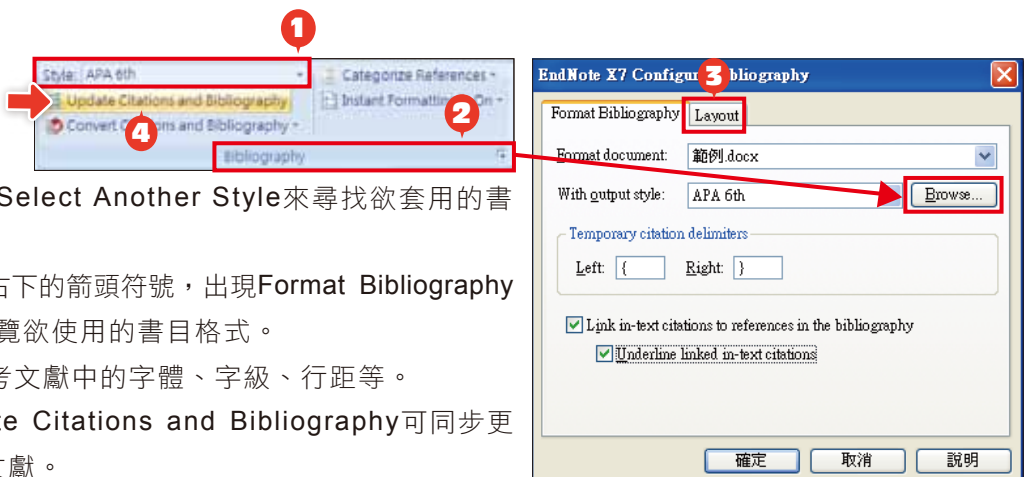 1
Style: APA 6th
Categorize References
Update Citations and Bibliography
Instant Formatting On
4
2
Bibliography
Select Another Style來尋找欲套用的書
右下的箭頭符號,出現Format Bibliography
覽欲使用的書目格式。
考文獻中的字體、字級、行距等。
te Citations and Bibliography可同步更
文獻。
EndNote X7
3
Format Bibliography
Layout
Format document: 範例.docx
With output style: APA 6th
Browse...
Temporary citation delimiters
Left: {
Right: }
Link in-text citations to references in the bibliography
Underline linked in-text citations
確定
取消
說明